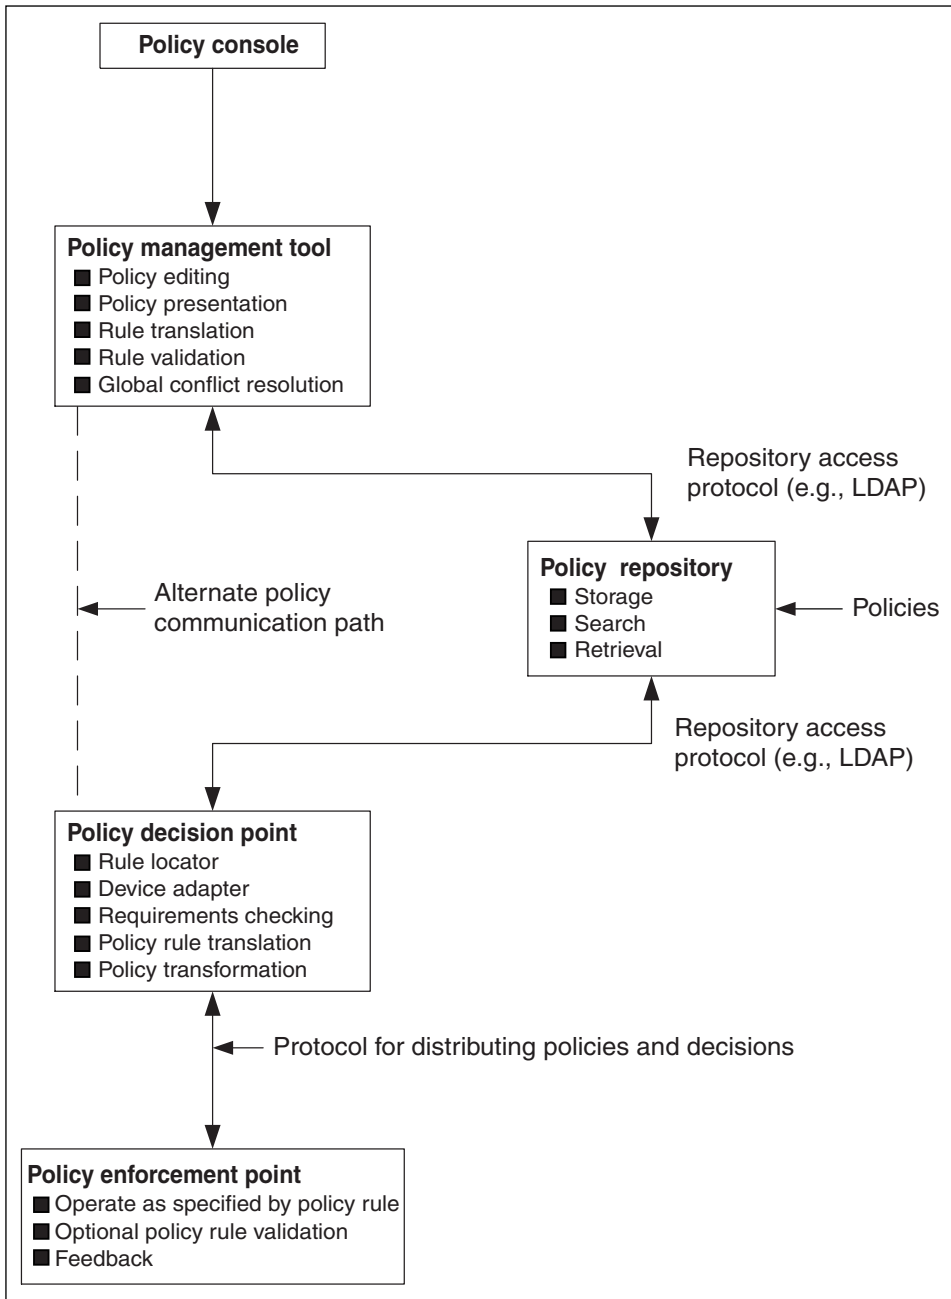 Policy console
Policy management tool
Policy editing
Policy presentation
Rule translation
Rule validation
Global conflict resolution
Repository access
protocol (e.g., LDAP)
Policy repository
Storage
Search
Retrieval
Policies
Alternate policy
communication path
Repository access
protocol (e.g., LDAP)
Policy decision point
Rule locator
Device adapter
Requirements checking
Policy rule translation
Policy transformation
Protocol for distributing policies and decisions
Policy enforcement point
Operate as specified by policy rule
Optional policy rule validation
Feedback